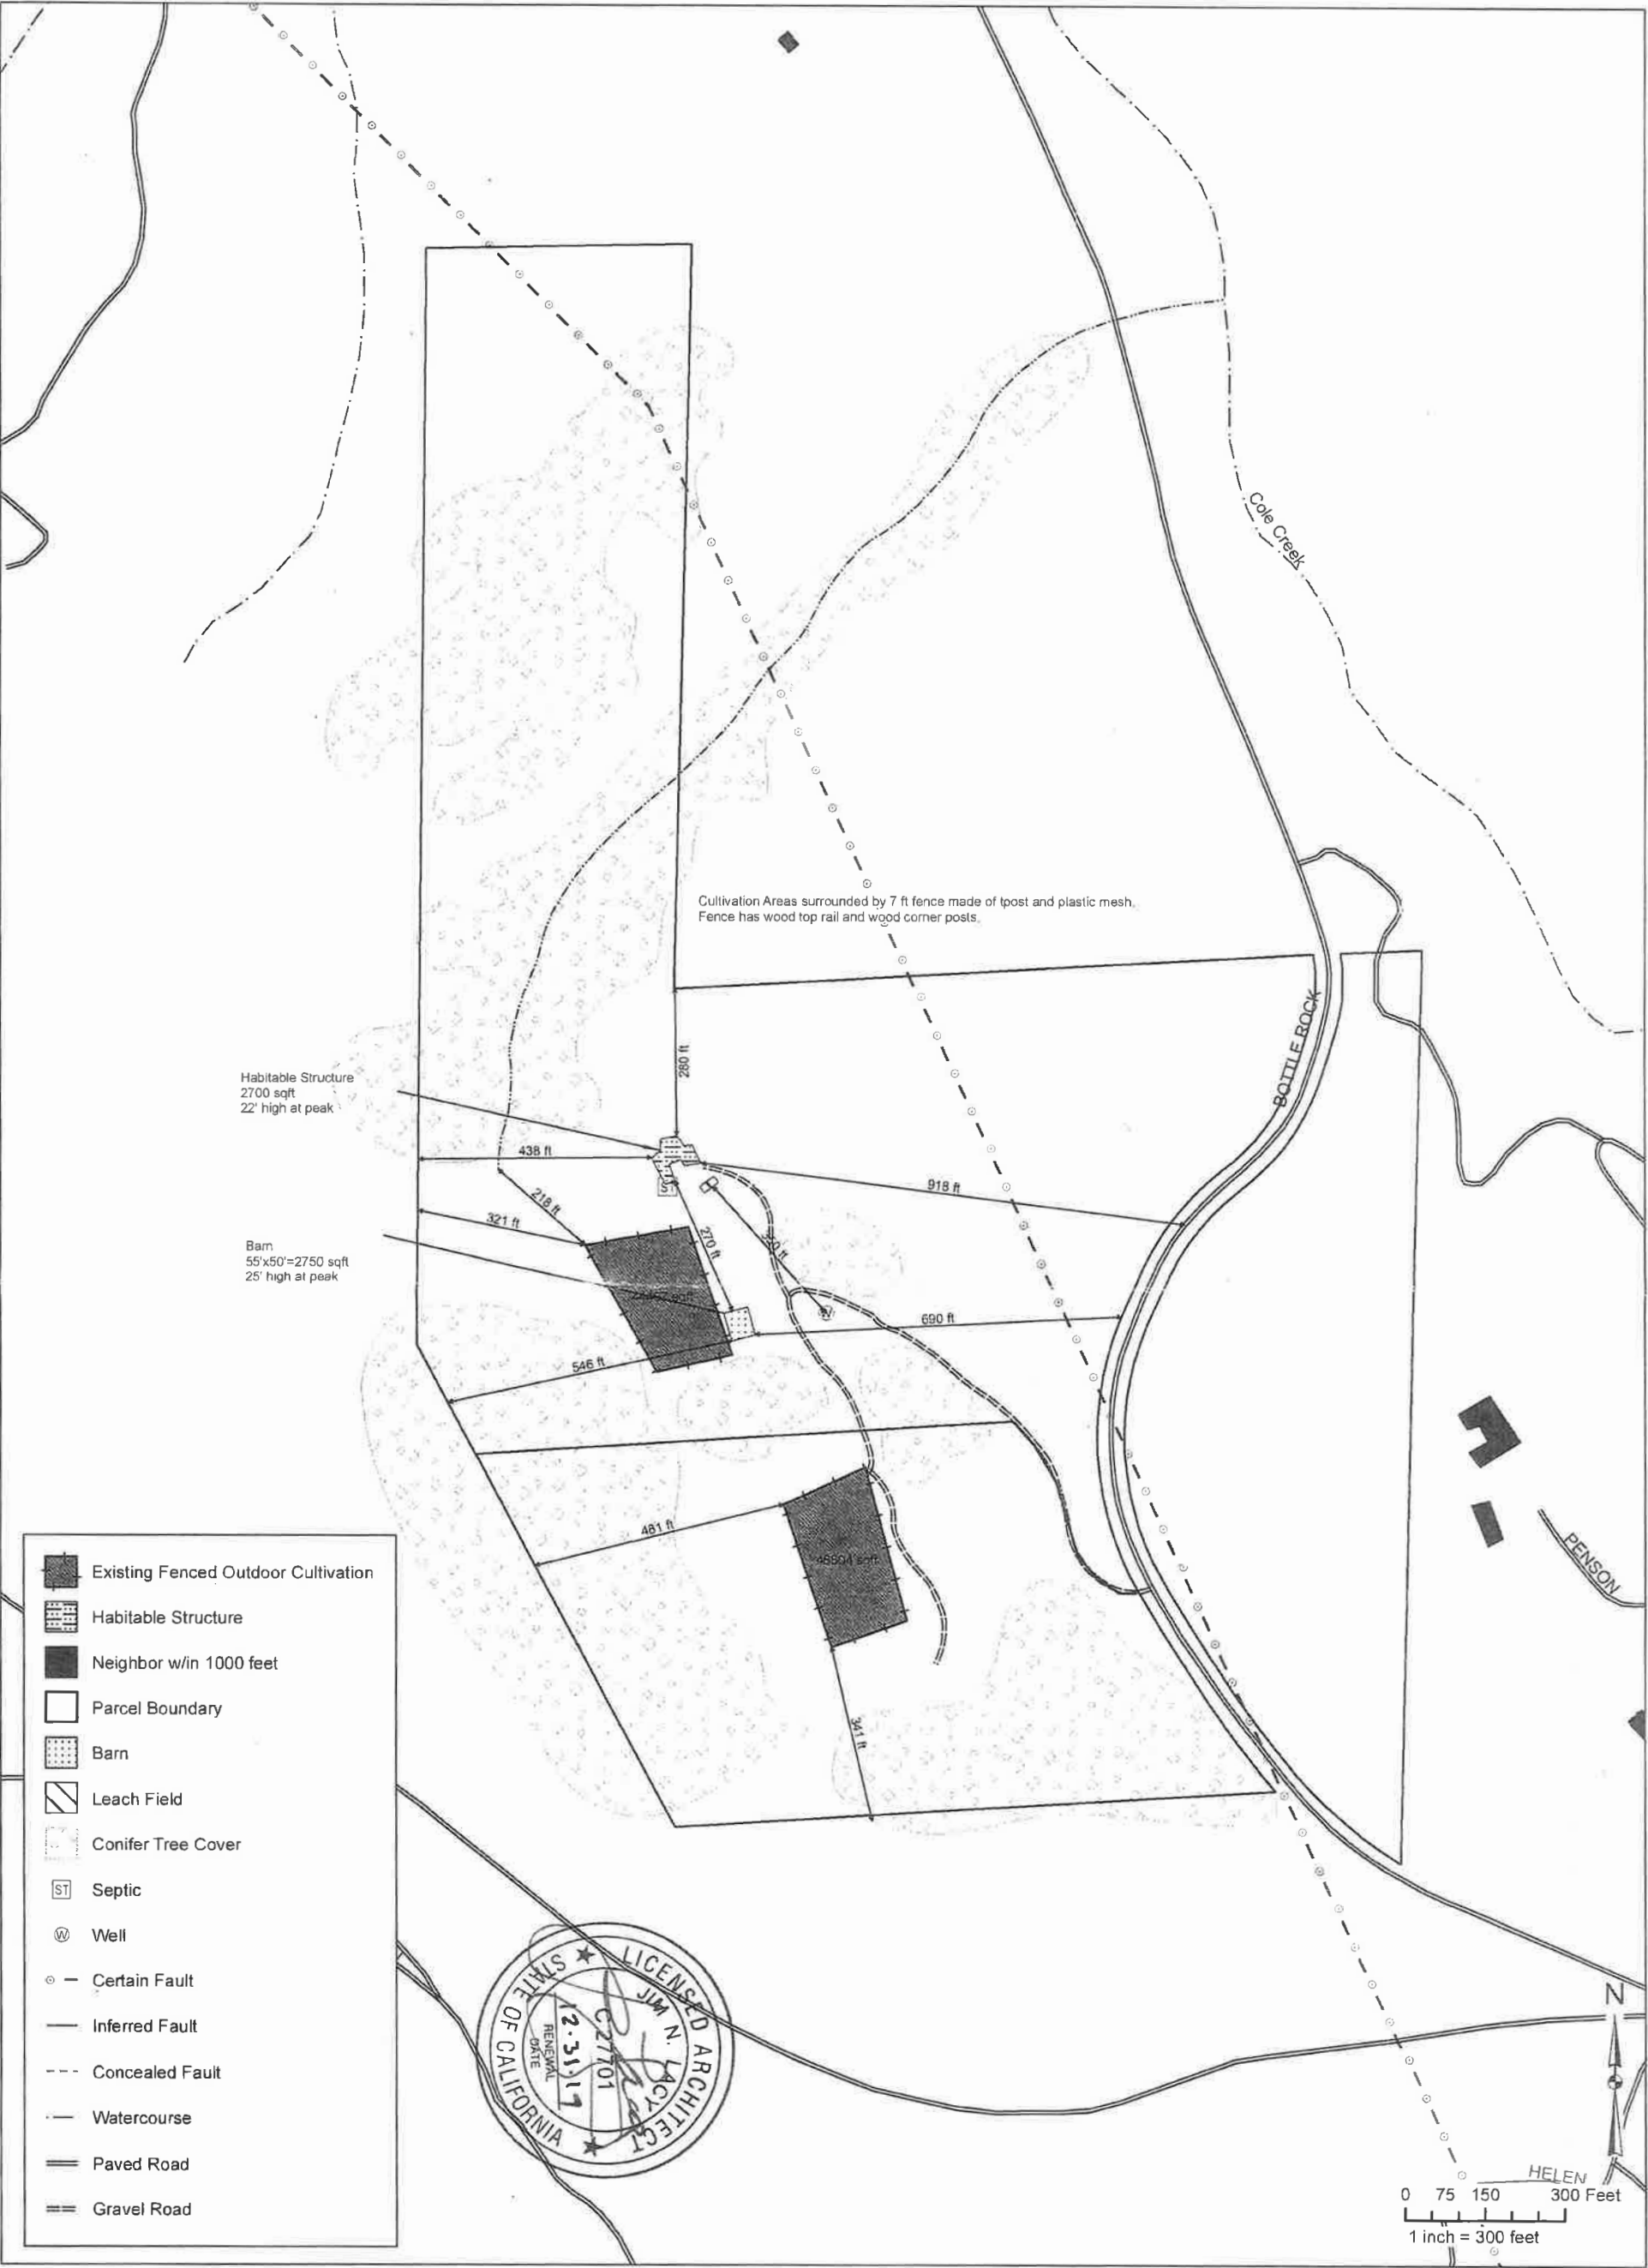 Cole Creek
Cultivation Areas surrounded by 7 ft fence made of tpost and plastic mesh.
Fence has wood top rail and wood corner posts.
BOTTLE ROCK
280 ft
Habitable Structure
2700 sqft
22' high at peak
438 ft
918 ft
ST
218 ft
321 ft
270 ft
Barn
55'x50'=2750 sqft
25' high at peak
W
690 ft
546 ft
481 ft
sqft
341 ft
PENSON
Existing Fenced Outdoor Cultivation
Habitable Structure
Neighbor w/in 1000 feet
Parcel Boundary
Barn
Leach Field
Conifer Tree Cover
ST Septic
W Well
Certain Fault
Inferred Fault
Concealed Fault
Watercourse
Paved Road
Gravel Road
LICENSED ARCHITECT
STATE OF CALIFORNIA
JIM N. LACY
C 27701
12·31·19
RENEWAL
DATE
N
HELEN
0 75 150 300 Feet
1 inch = 300 feet